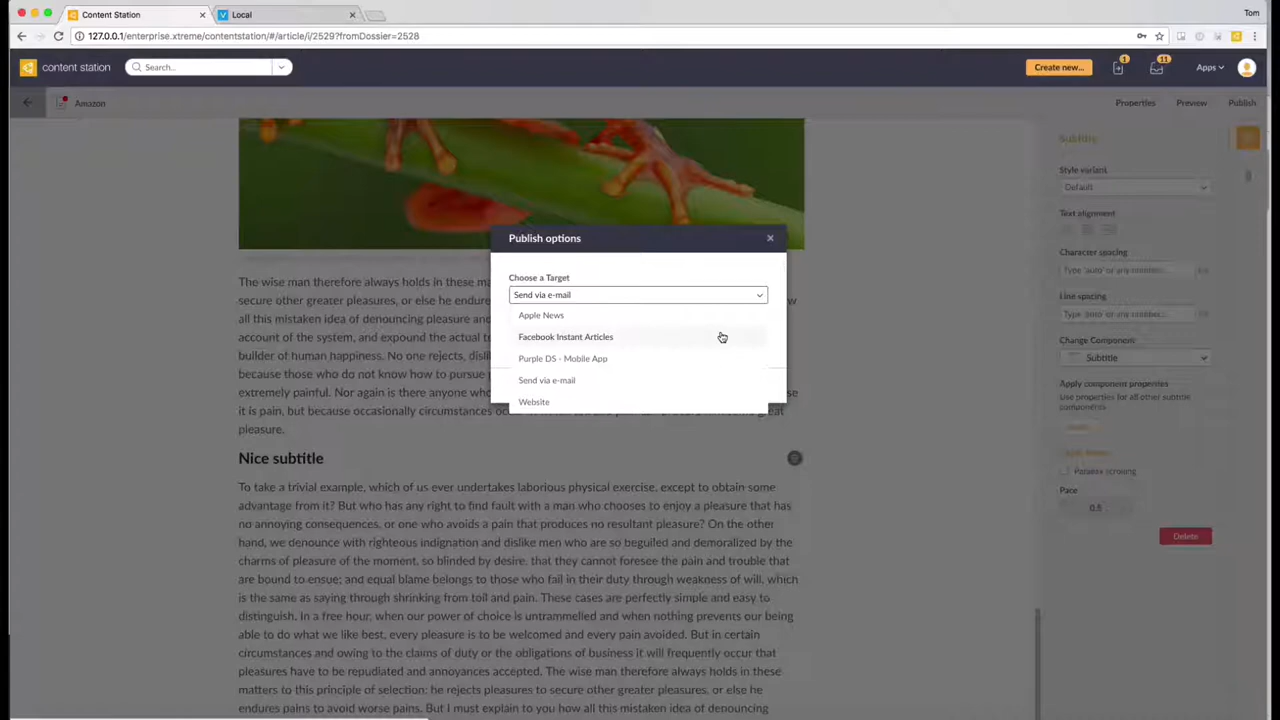 Content Station
Local
Tom
127.0.0.1/enterprise.xtreme/contentstation/#/article/i/2529?fromDossier=2528
content station
Search...
Create new...
1
11
Apps
Amazon
Properties
Preview
Publish
Subtitle
Style variant
Default
Text alignment
Character spacing
Type 'auto' or any number...
Line spacing
Type 'auto' or any number...
Change Component
Subtitle
Apply component properties
Use properties for all other subtitle
components
Parallax scrolling
Pace
0.5
Delete
Publish options
Choose a Target
Send via e-mail
Apple News
Facebook Instant Articles
Purple DS - Mobile App
Send via e-mail
Website
The wise man therefore always holds in these ma
secure other greater pleasures, or else he endure
all this mistaken idea of denouncing pleasure and
account of the system, and expound the actual te
builder of human happiness. No one rejects, disli
because those who do not know how to pursue
extremely painful. Nor again is there anyone who
it is pain, but because occasionally circumstances
pleasure.
Nice subtitle
To take a trivial example, which of us ever undertakes laborious physical exercise, except to obtain some
advantage from it? But who has any right to find fault with a man who chooses to enjoy a pleasure that has
no annoying consequences, or one who avoids a pain that produces no resultant pleasure? On the other
hand, we denounce with righteous indignation and dislike men who are so beguiled and demoralized by the
charms of pleasure of the moment, so blinded by desire, that they cannot foresee the pain and trouble that
are bound to ensue; and equal blame belongs to those who fail in their duty through weakness of will, which
is the same as saying through shrinking from toil and pain. These cases are perfectly simple and easy to
distinguish. In a free hour, when our power of choice is untrammelled and when nothing prevents our being
able to do what we like best, every pleasure is to be welcomed and every pain avoided. But in certain
circumstances and owing to the claims of duty or the obligations of business it will frequently occur that
pleasures have to be repudiated and annoyances accepted. The wise man therefore always holds in these
matters to this principle of selection: he rejects pleasures to secure other greater pleasures, or else he
endures pains to avoid worse pains. But I must explain to you how all this mistaken idea of denouncing